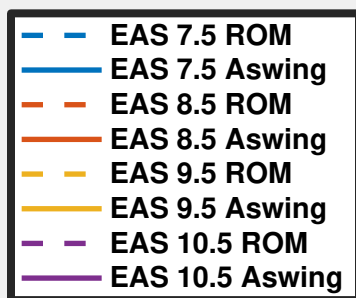 EAS 7.5 ROM
EAS 7.5 Aswing
EAS 8.5 ROM
EAS 8.5 Aswing
EAS 9.5 ROM
EAS 9.5 Aswing
EAS 10.5 ROM
EAS 10.5 Aswing